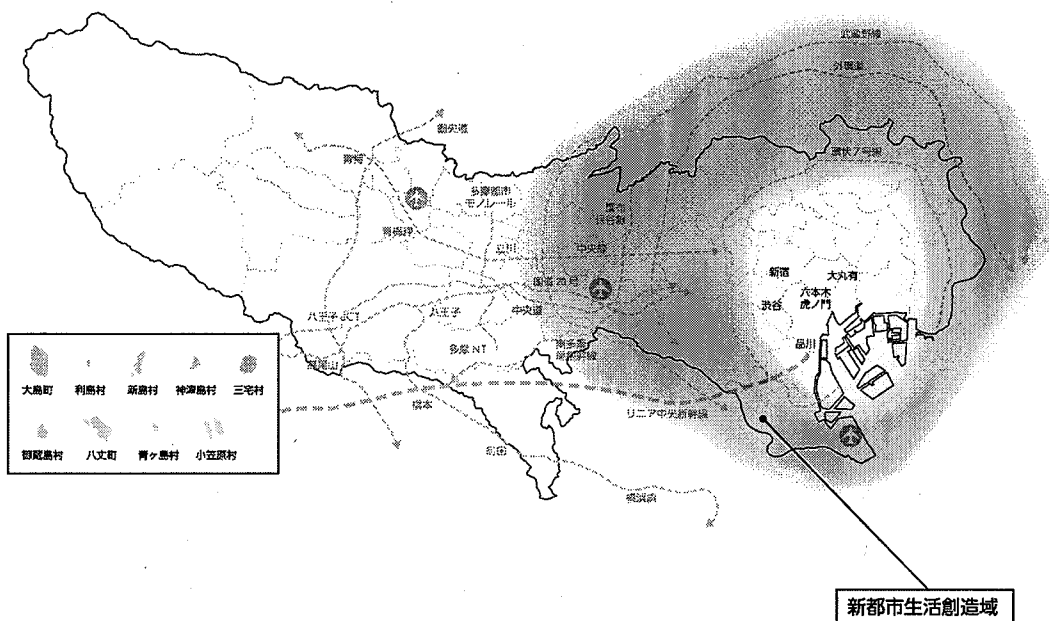 武蔵野線
外環道
環状7号線
圏央道
青梅
多摩都市
モノレール
調布
保谷線
青梅線
立川
中央線
国道20号
新宿
大丸有
渋谷
六本木
虎ノ門
品川
八王子JCT
八王子
中央道
多摩NT
南多摩
尾根幹線
高尾山
橋本
リニア中央新幹線
町田
横浜線
大島町
利島村
新島村
神津島村
三宅村
御蔵島村
八丈町
青ヶ島村
小笠原村
新都市生活創造域